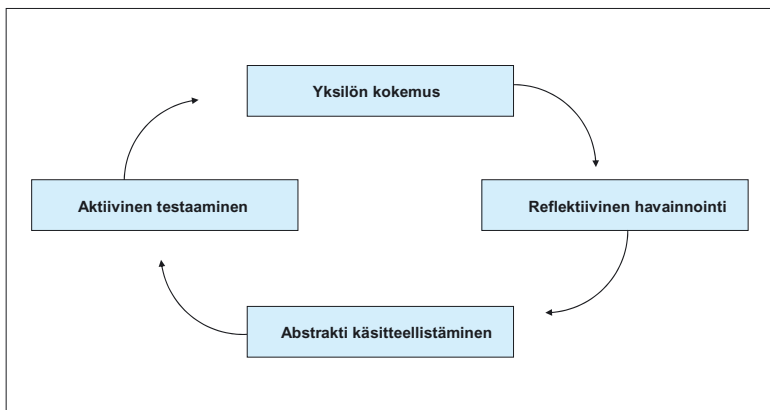 Yksilön kokemus
Aktiivinen testaaminen
Reflektiivinen havainnointi
Abstrakti käsitteellistäminen